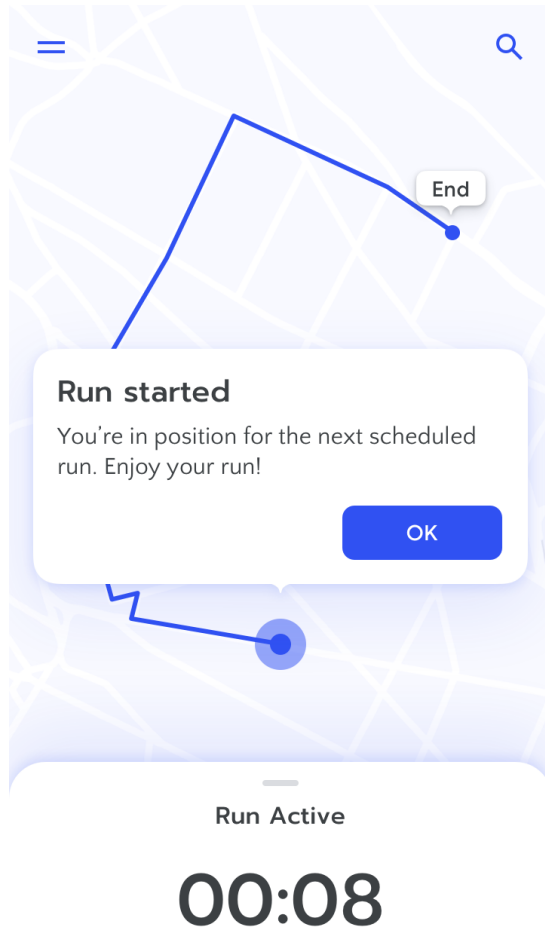 End
Run started
You’re in position for the next scheduled
run. Enjoy your run!
OK
Run Active
00:08